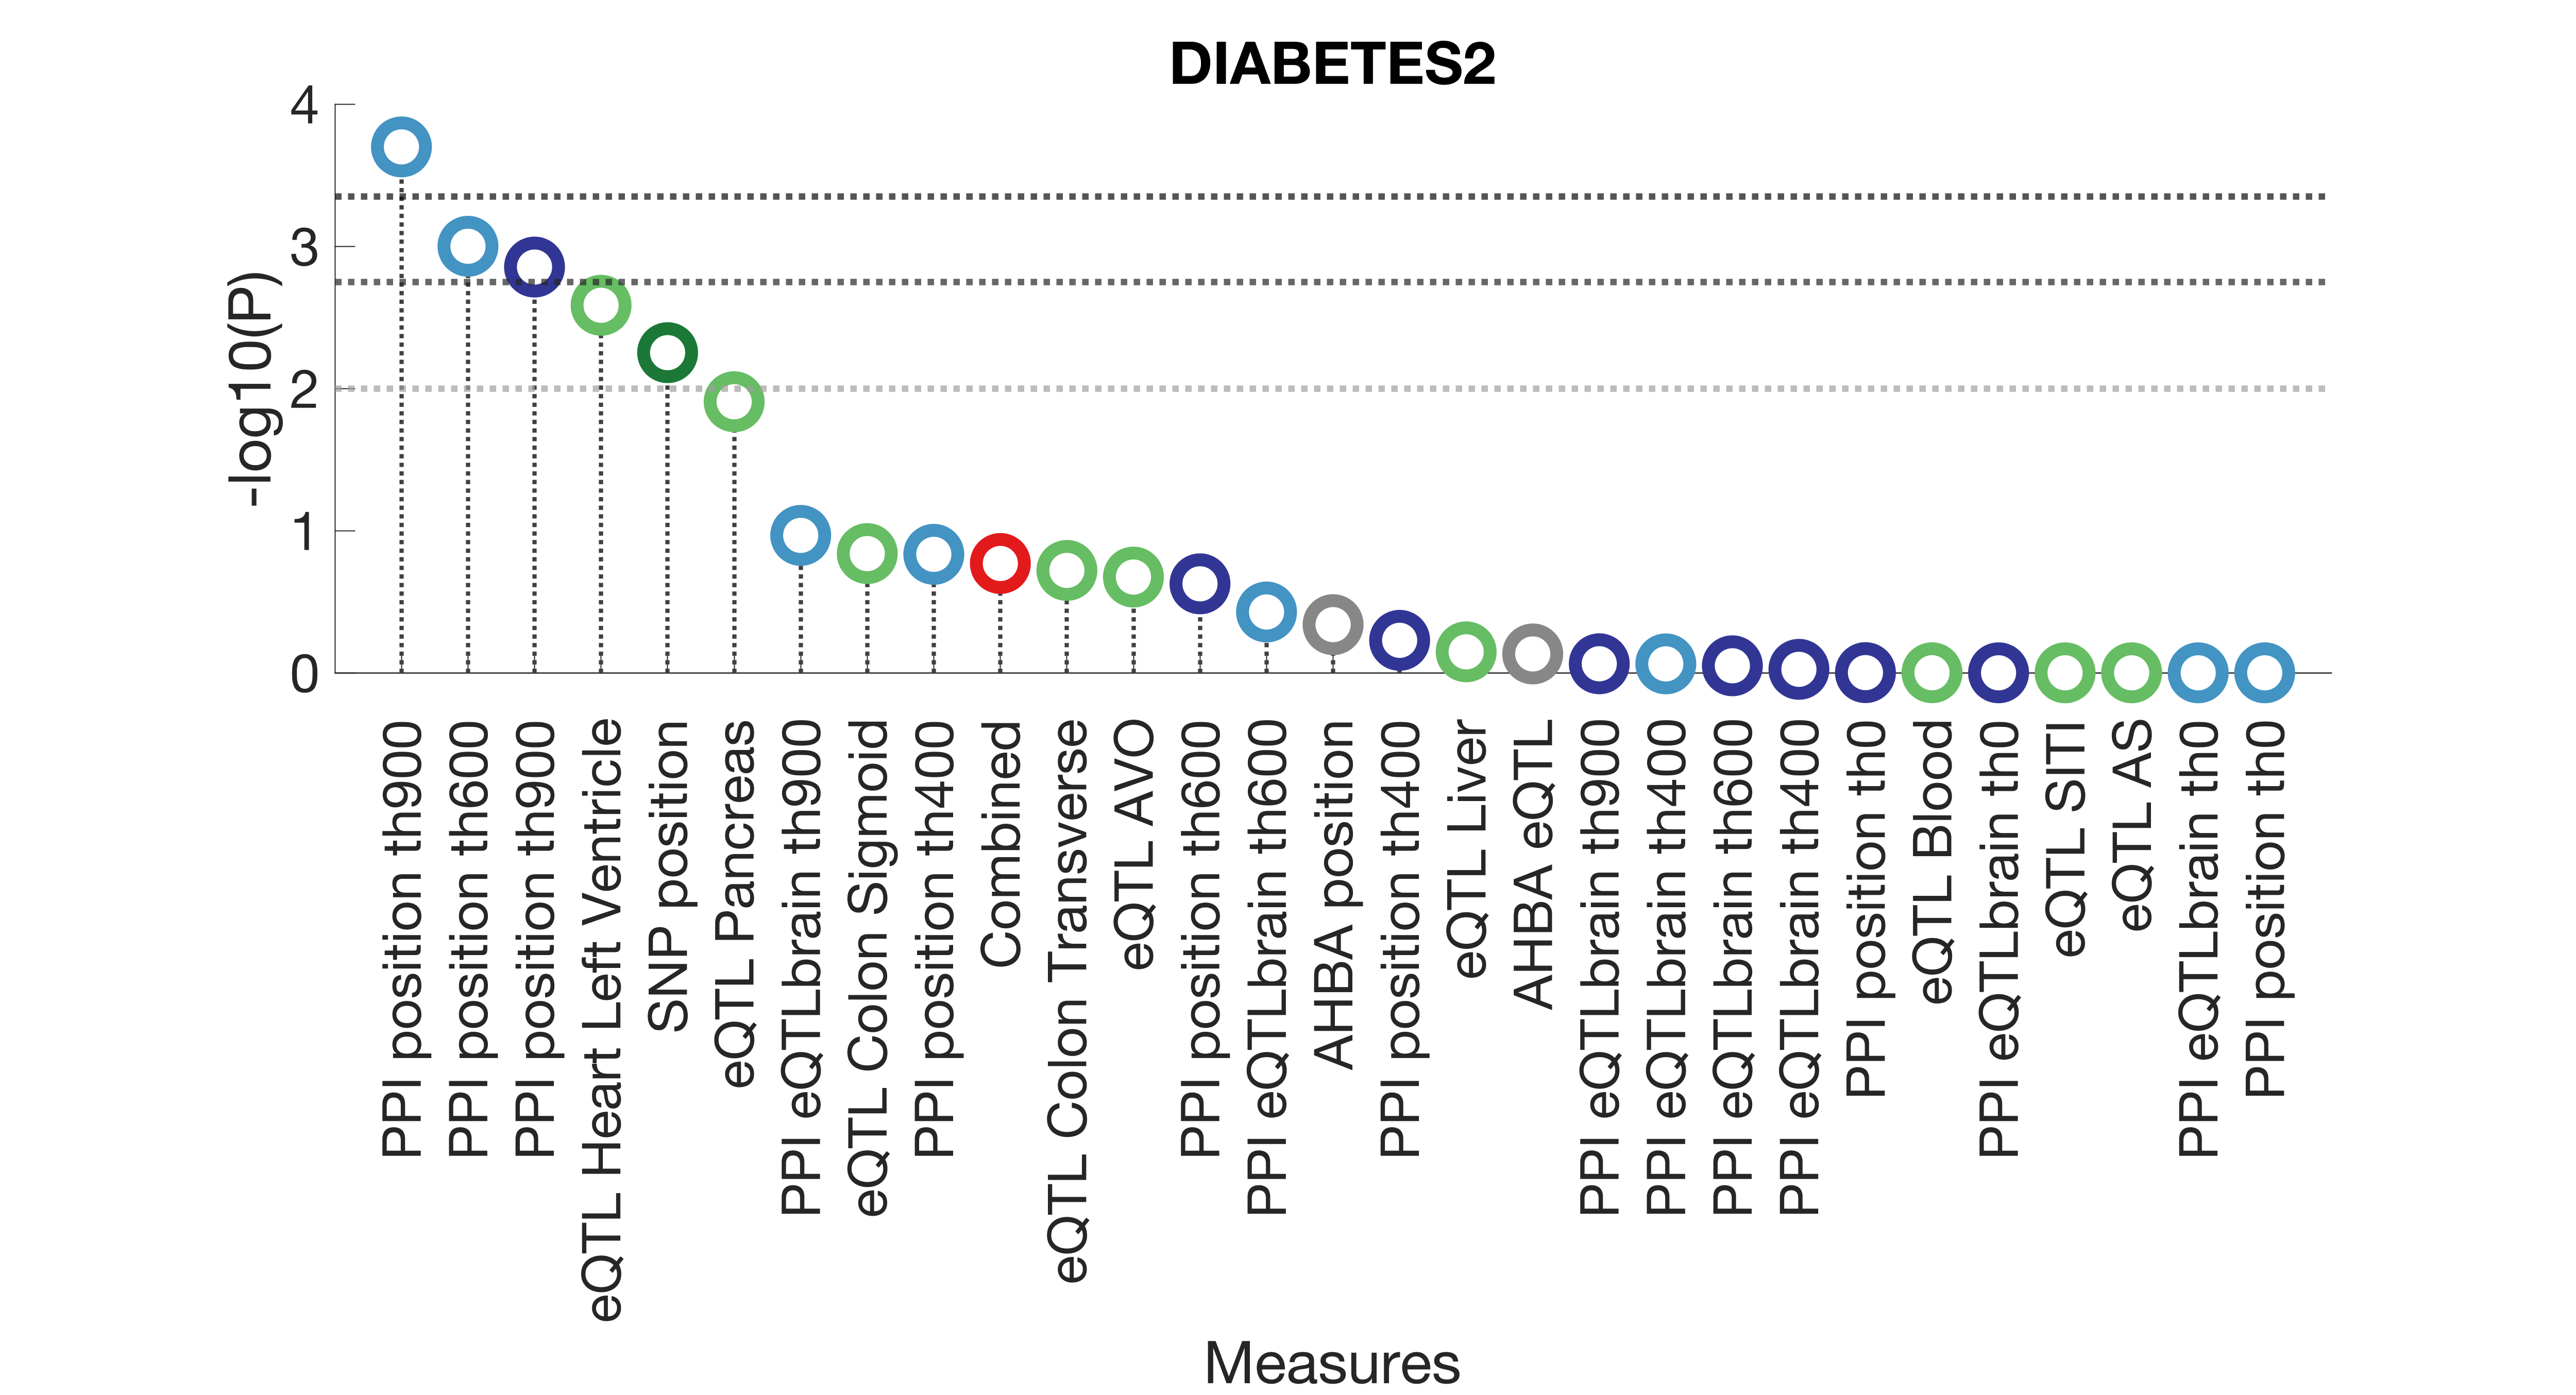 DIABETES2
4
3
2
1
0
-log10(P)
PPI position th900
PPI position th600
PPI position th900
eQTL Heart Left Ventricle
SNP position
eQTL Pancreas
PPI eQTLbrain th900
eQTL Colon Sigmoid
PPI position th400
Combined
eQTL Colon Transverse
eQTL AVO
PPI position th600
PPI eQTLbrain th600
AHBA position
PPI position th400
eQTL Liver
AHBA eQTL
PPI eQTLbrain th900
PPI eQTLbrain th400
PPI eQTLbrain th600
PPI eQTLbrain th400
PPI position th0
eQTL Blood
PPI eQTLbrain th0
eQTL SITI
eQTL AS
PPI eQTLbrain th0
PPI position th0
Measures